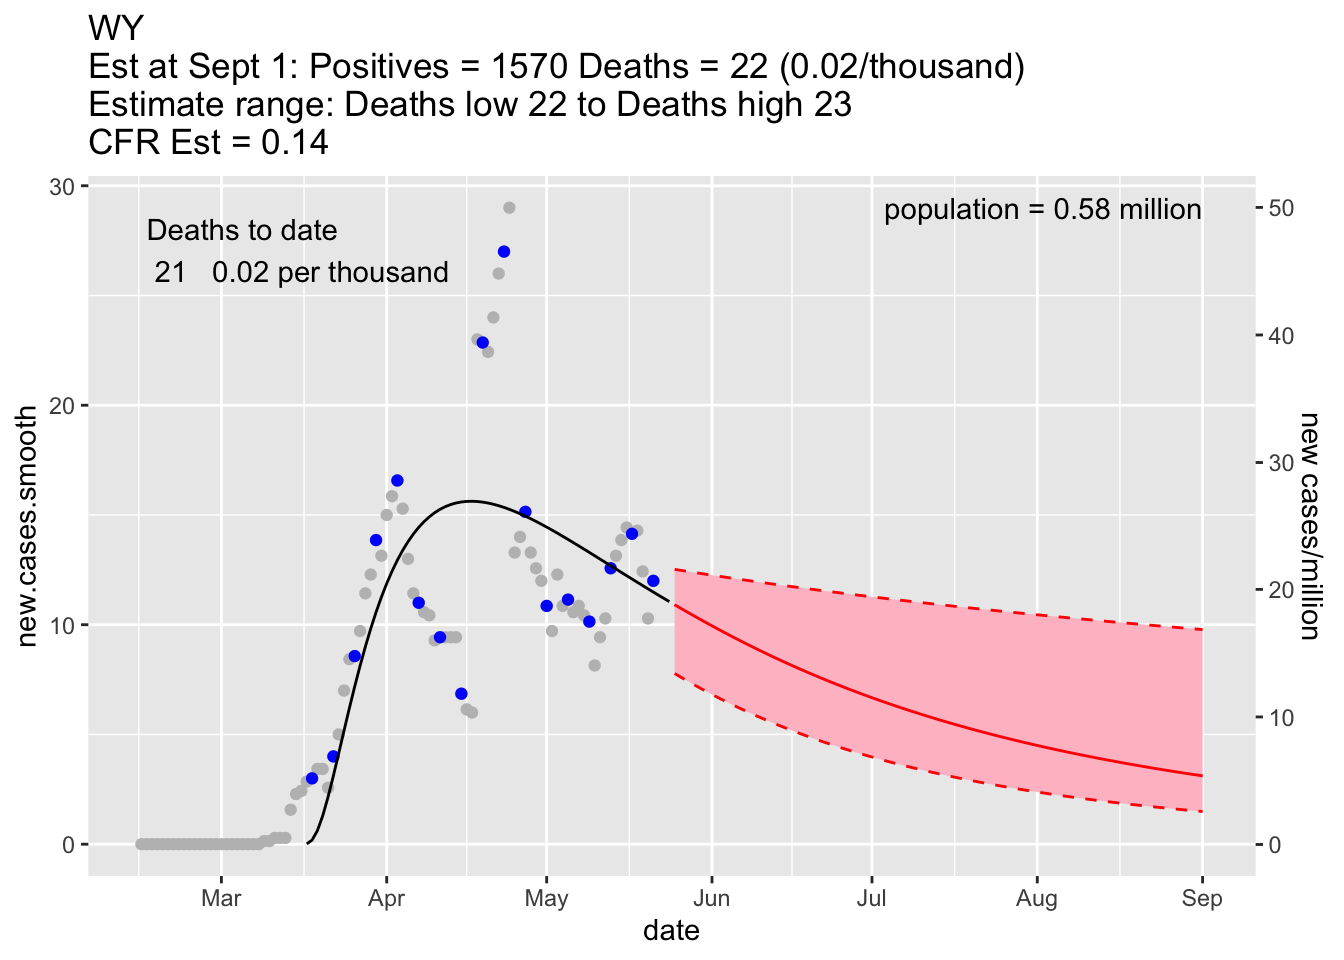 WY
Est at Sept 1: Positives = 1570 Deaths = 22 (0.02/thousand)
Estimate range: Deaths low 22 to Deaths high 23
CFR Est = 0.14
Deaths to date
21 0.02 per thousand
population = 0.58 million
30
20
10
0
new.cases.smooth
50
40
30
20
10
0
new cases/million
Mar
Apr
May
Jun
Jul
Aug
Sep
date